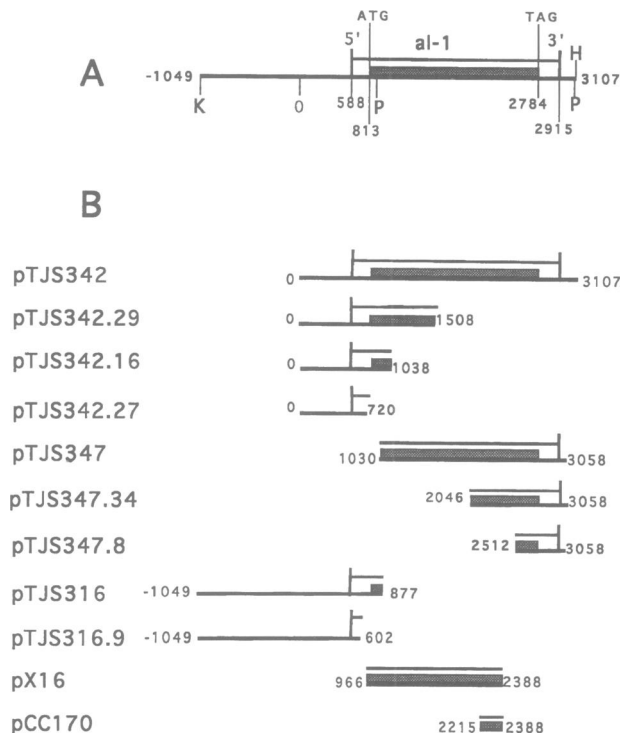 ATG TAG
5' al-1 3' H
A -1049 3107
K 0 588 P 2784 P
813 2915
B
pTJS342 0 3107
pTJS342.29 0 1508
pTJS342.16 0 1038
pTJS342.27 0 720
pTJS347 1030 3058
pTJS347.34 2046 3058
pTJS347.8 2512 3058
pTJS316 -1049 877
pTJS316.9 -1049 602
pX16 966 2388
pCC170 2215 2388